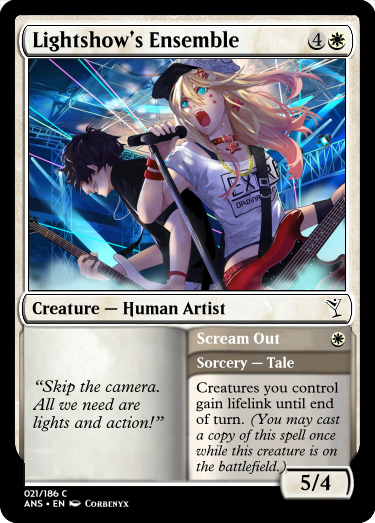 Lightshow's Ensemble 4
EXTRA
Creature — Human Artist
"Skip the camera.
All we need are
lights and action!"
Scream Out
Sorcery — Tale
Creatures you control
gain lifelink until end
of turn. (You may cast
a copy of this spell once
while this creature is on
the battlefield.)
5/4
021/186 C
ANS • EN CORBENYX